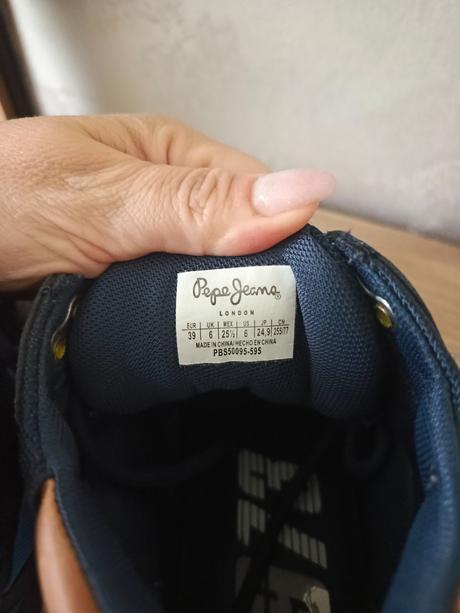 Pepe Jeans®
LONDON
EUR UK MEX US JP CN
39 6 25½ 6 24,9 255/77
MADE IN CHINA/HECHO EN CHINA
PBS50095-595